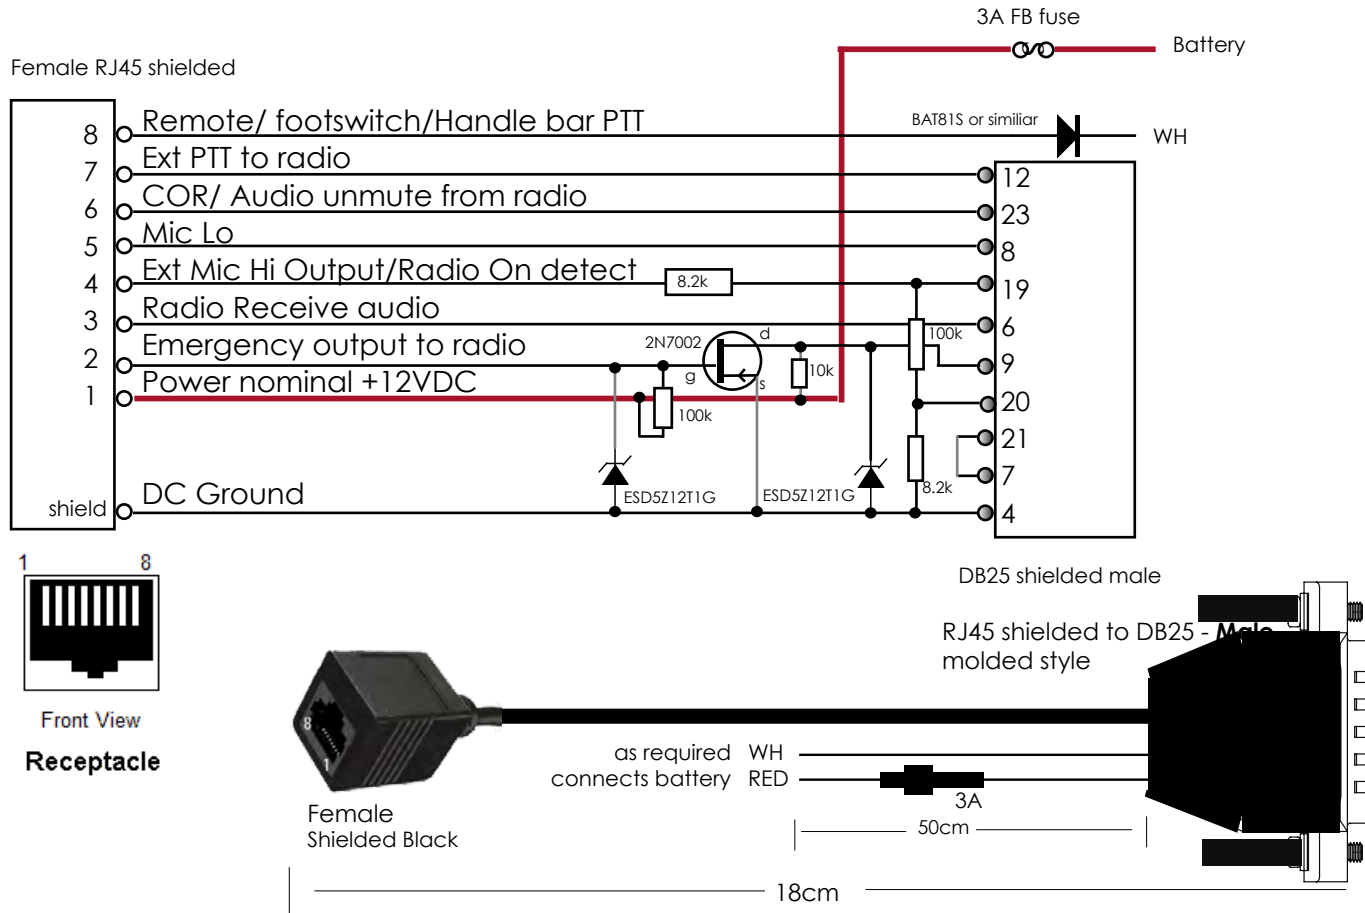 3A FB fuse
Battery
Female RJ45 shielded
8 Remote/ footswitch/Handle bar PTT
BAT81S or similiar
WH
7 Ext PTT to radio
12
6 COR/ Audio unmute from radio
23
5 Mic Lo
8
4 Ext Mic Hi Output/Radio On detect
8.2k
19
3 Radio Receive audio
6
100k
2 Emergency output to radio
2N7002
d
g
s
10k
9
1 Power nominal +12VDC
100k
20
21
7
ESD5Z12T1G
ESD5Z12T1G
8.2k
shield DC Ground
4
1 8
Front View
Receptacle
DB25 shielded male
RJ45 shielded to DB25 - Male
molded style
8
1
as required WH
connects battery RED
3A
50cm
Female
Shielded Black
18cm